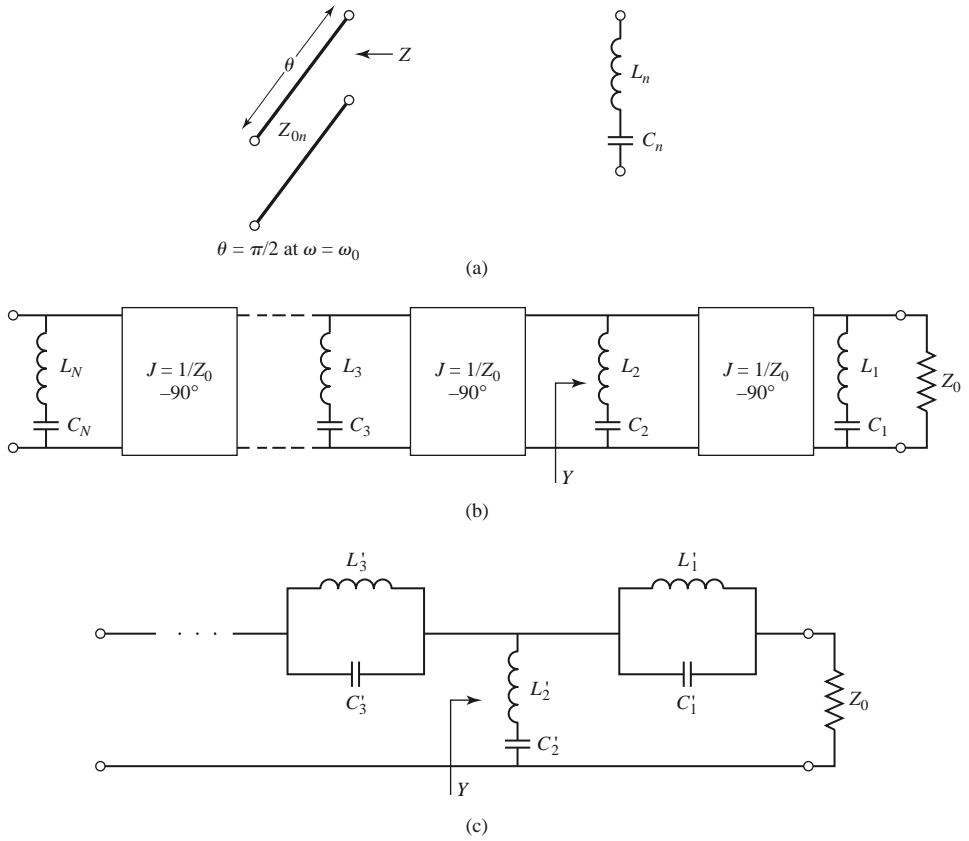 θ
Z
Z0n
θ = π/2 at ω = ω0
Ln
Cn
(a)
LN
CN
J = 1/Z0
–90°
L3
C3
J = 1/Z0
–90°
Y
L2
C2
J = 1/Z0
–90°
L1
C1
Z0
(b)
L'3
C'3
Y
L'2
C'2
L'1
C'1
Z0
(c)